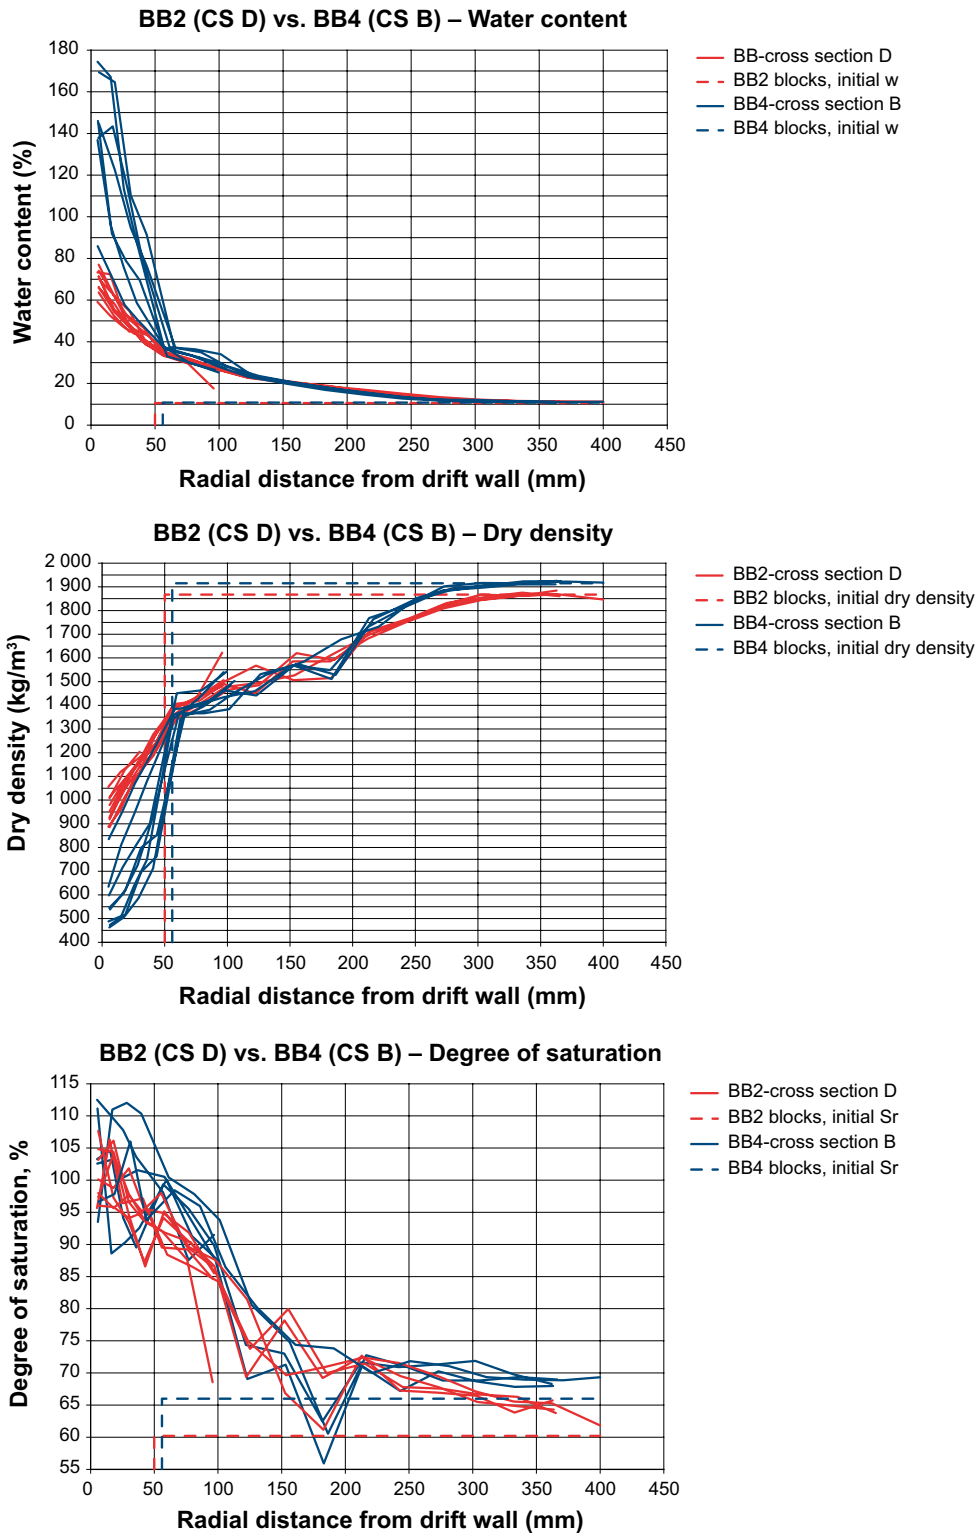 BB2 (CS D) vs. BB4 (CS B) – Water content
Water content (%)
180
160
140
120
100
80
60
40
20
0
0 50 100 150 200 250 300 350 400 450
Radial distance from drift wall (mm)
BB-cross section D
BB2 blocks, initial w
BB4-cross section B
BB4 blocks, initial w
BB2 (CS D) vs. BB4 (CS B) – Dry density
Dry density (kg/m³)
2 000
1 900
1 800
1 700
1 600
1 500
1 400
1 300
1 200
1 100
1 000
900
800
700
600
500
400
0 50 100 150 200 250 300 350 400 450
Radial distance from drift wall (mm)
BB2-cross section D
BB2 blocks, initial dry density
BB4-cross section B
BB4 blocks, initial dry density
BB2 (CS D) vs. BB4 (CS B) – Degree of saturation
Degree of saturation, %
115
110
105
100
95
90
85
80
75
70
65
60
55
0 50 100 150 200 250 300 350 400 450
Radial distance from drift wall (mm)
BB2-cross section D
BB2 blocks, initial Sr
BB4-cross section B
BB4 blocks, initial Sr